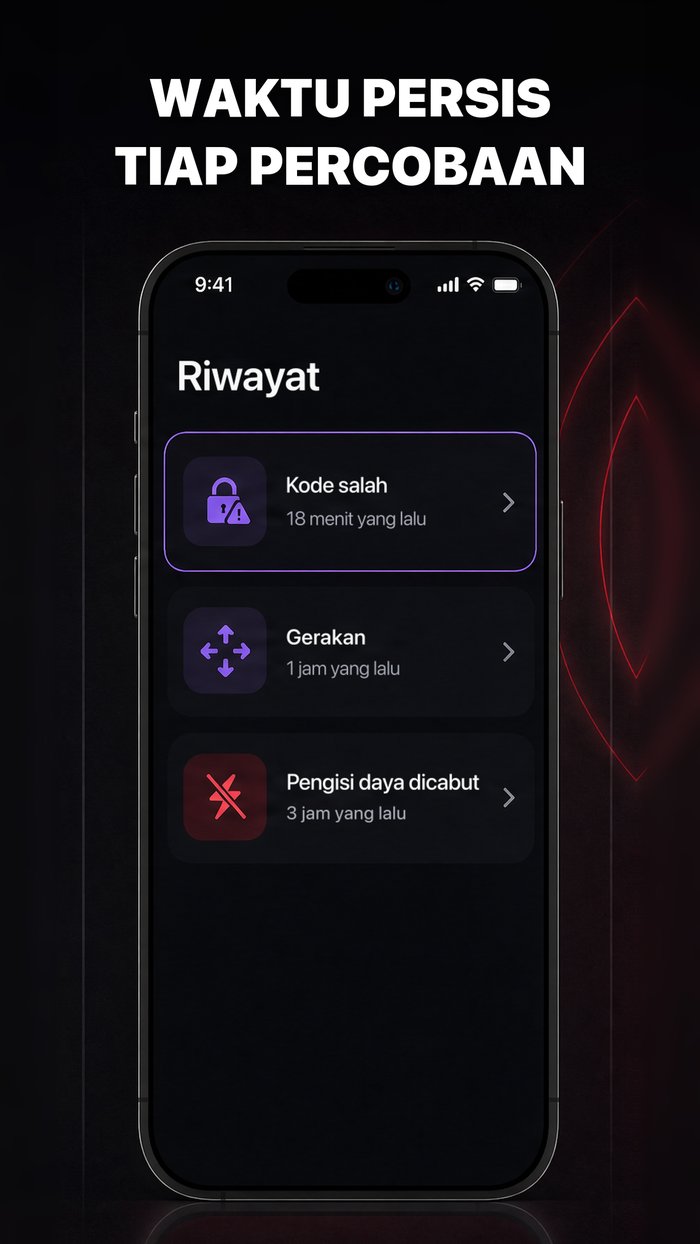 WAKTU PERSIS
TIAP PERCOBAAN
9:41
Riwayat
Kode salah
18 menit yang lalu
Gerakan
1 jam yang lalu
Pengisi daya dicabut
3 jam yang lalu